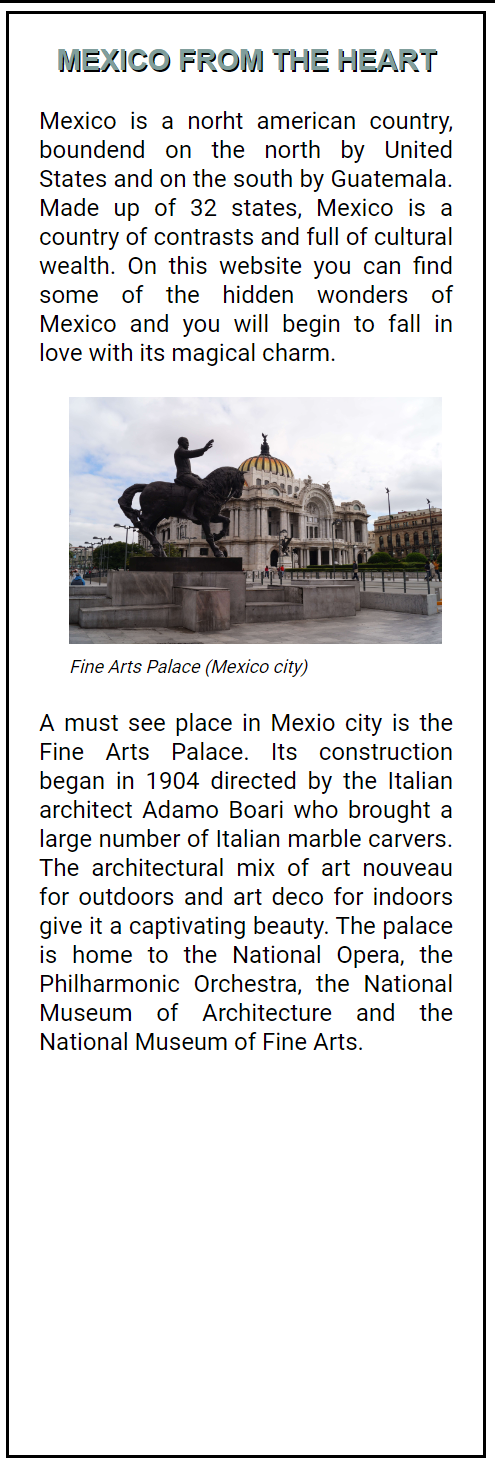 MEXICO FROM THE HEART
Mexico is a norht american country,
boundend on the north by United
States and on the south by Guatemala.
Made up of 32 states, Mexico is a
country of contrasts and full of cultural
wealth. On this website you can find
some of the hidden wonders of
Mexico and you will begin to fall in
love with its magical charm.
Fine Arts Palace (Mexico city)
A must see place in Mexio city is the
Fine Arts Palace. Its construction
began in 1904 directed by the Italian
architect Adamo Boari who brought a
large number of Italian marble carvers.
The architectural mix of art nouveau
for outdoors and art deco for indoors
give it a captivating beauty. The palace
is home to the National Opera, the
Philharmonic Orchestra, the National
Museum of Architecture and the
National Museum of Fine Arts.